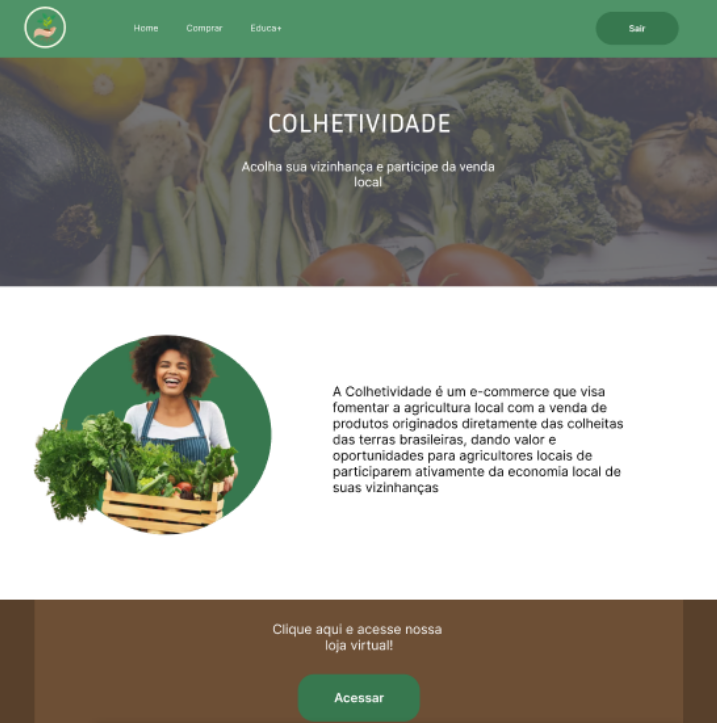 Home Comprar Educa+ Sair
COLHETIVIDADE
Acolha sua vizinhança e participe da venda
local
A Colhetividade é um e-commerce que visa
fomentar a agricultura local com a venda de
produtos originados diretamente das colheitas
das terras brasileiras, dando valor e
oportunidades para agricultores locais de
participarem ativamente da economia local de
suas vizinhanças
Clique aqui e acesse nossa
loja virtual!
Acessar